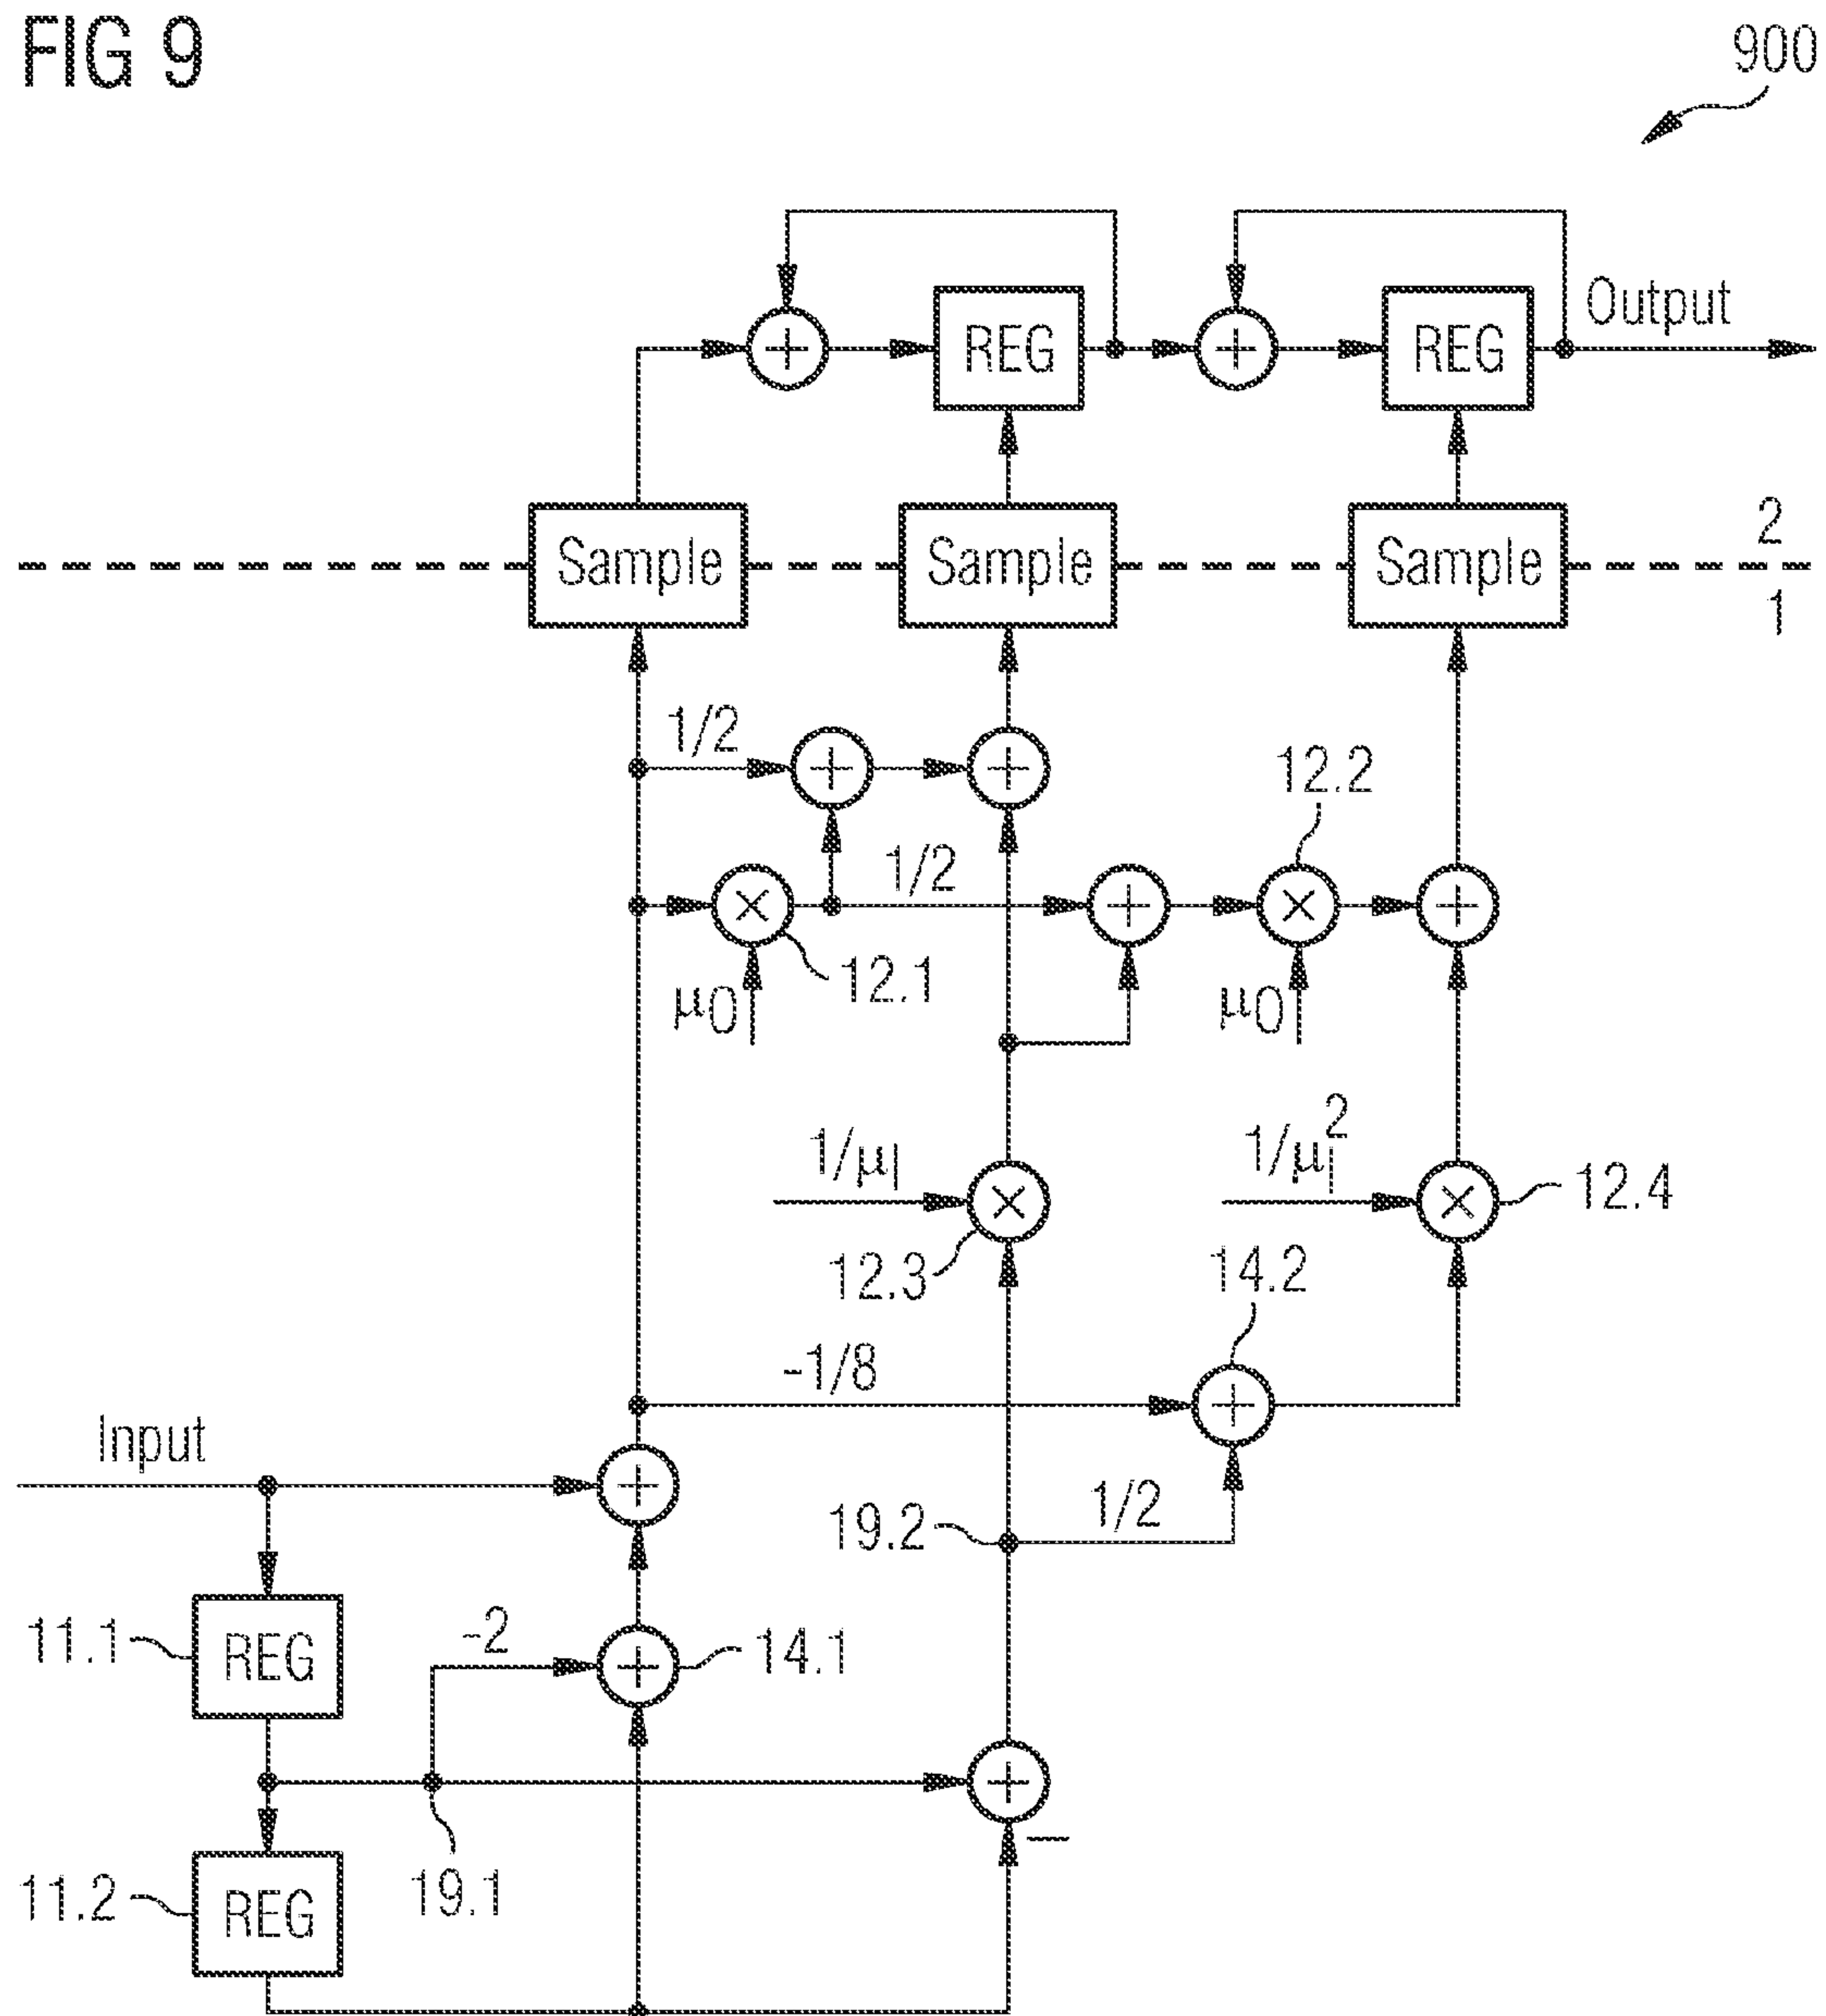 FIG 9
900
Output
REG
REG
2
Sample
Sample
Sample
1
1/2
12.2
1/2
12.1
μ0
μ0
1/μI
1/μI²
12.4
12.3
14.2
-1/8
Input
19.2
1/2
11.1
REG
-2
14.1
11.2
REG
19.1